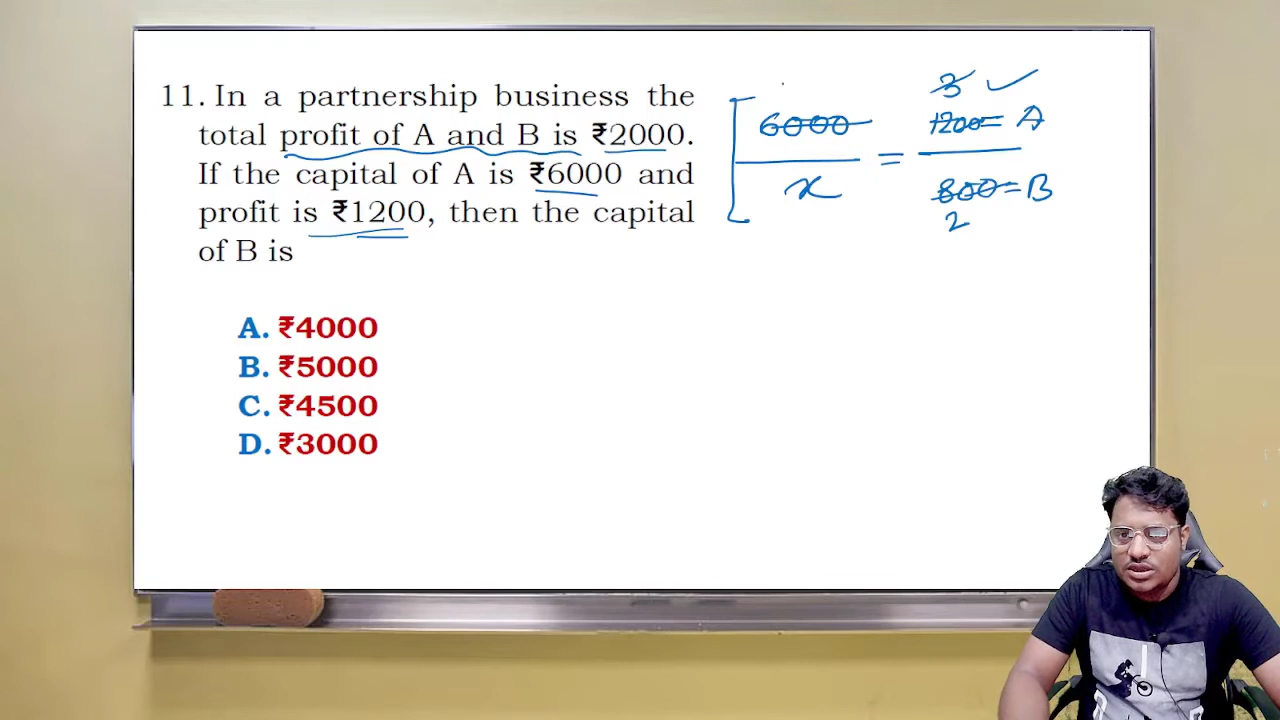 11. In a partnership business the
total profit of A and B is ₹2000.
If the capital of A is ₹6000 and
profit is ₹1200, then the capital
of B is
A. ₹4000
B. ₹5000
C. ₹4500
D. ₹3000
3
6000 = 1200 = A
x 800 = B
2